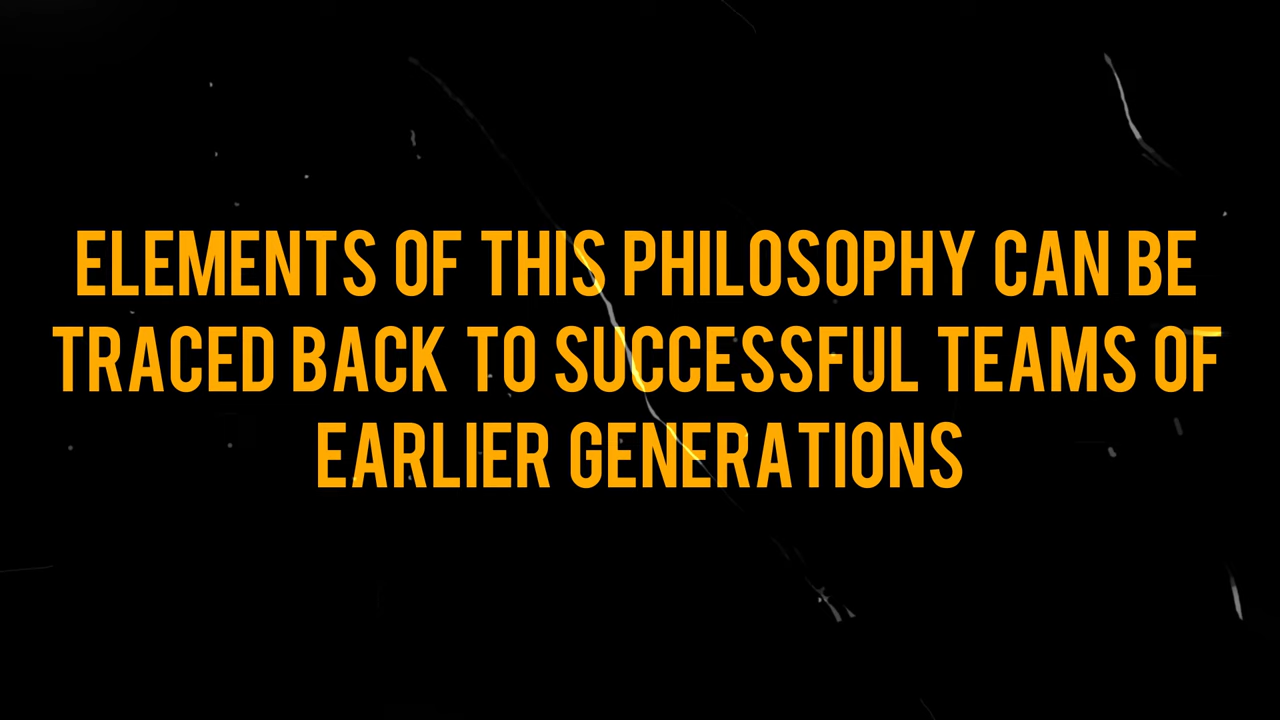 ELEMENTS OF THIS PHILOSOPHY CAN BE
TRACED BACK TO SUCCESSFUL TEAMS OF
EARLIER GENERATIONS